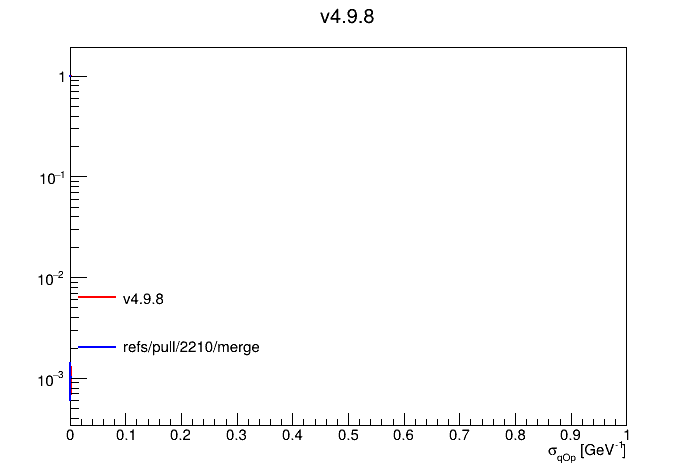 v4.9.8
1
10⁻¹
10⁻²
v4.9.8
refs/pull/2210/merge
10⁻³
0 0.1 0.2 0.3 0.4 0.5 0.6 0.7 0.8 0.9 1
σ_qOp [GeV⁻¹]